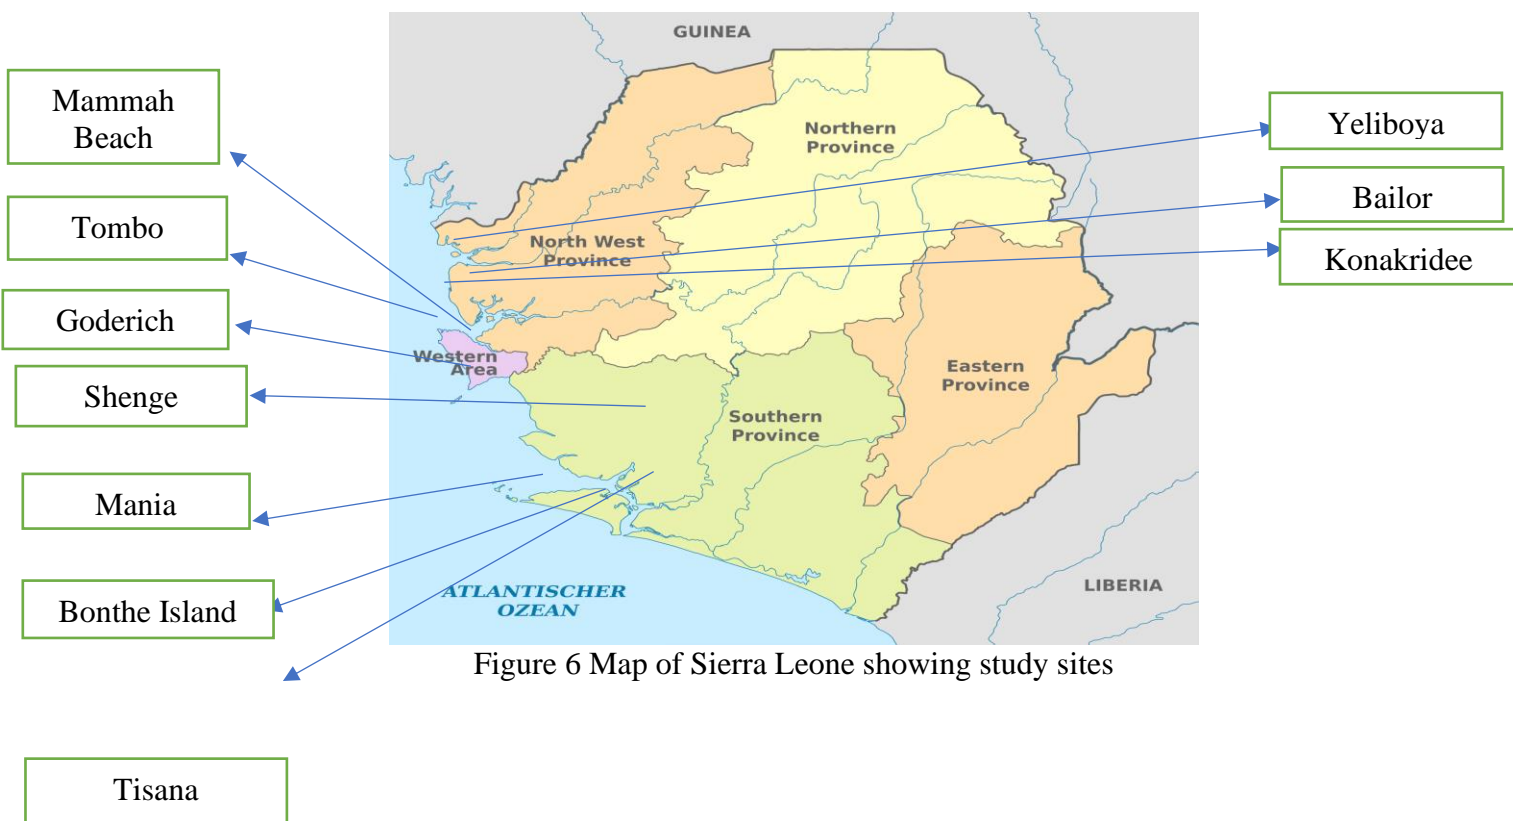 GUINEA
Mammah
Beach
Yeliboya
Northern
Province
Bailor
Tombo
North West
Province
Konakridee
Goderich
Western
Area
Eastern
Province
Shenge
Southern
Province
Mania
ATLANTISCHER
OZEAN
LIBERIA
Bonthe Island
Figure 6 Map of Sierra Leone showing study sites
Tisana